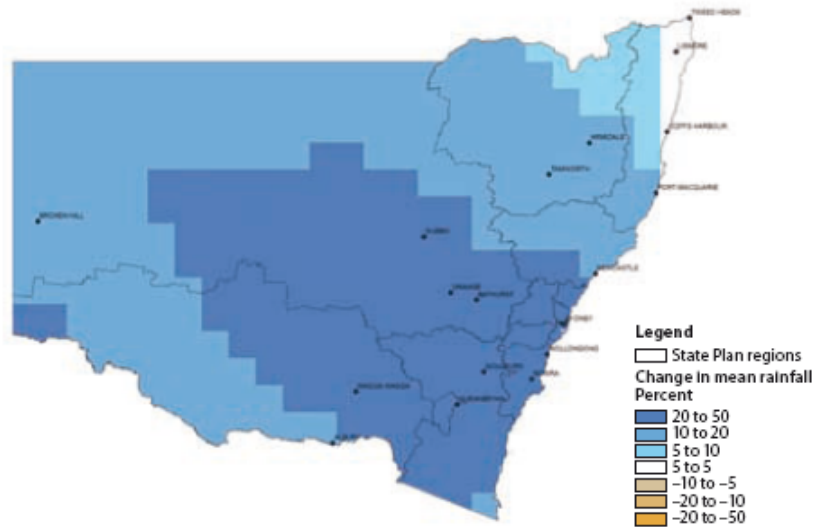 TWEED HEADS
LISMORE
COFFS HARBOUR
ARMIDALE
TAMWORTH
PORT MACQUARIE
BROKEN HILL
DUBBO
NEWCASTLE
ORANGE
BATHURST
SYDNEY
WOLLONGONG
GOULBURN
NOWRA
WAGGA WAGGA
QUEANBEYAN
ALBURY
Legend
State Plan regions
Change in mean rainfall
Percent
20 to 50
10 to 20
5 to 10
5 to 5
–10 to –5
–20 to –10
–20 to –50